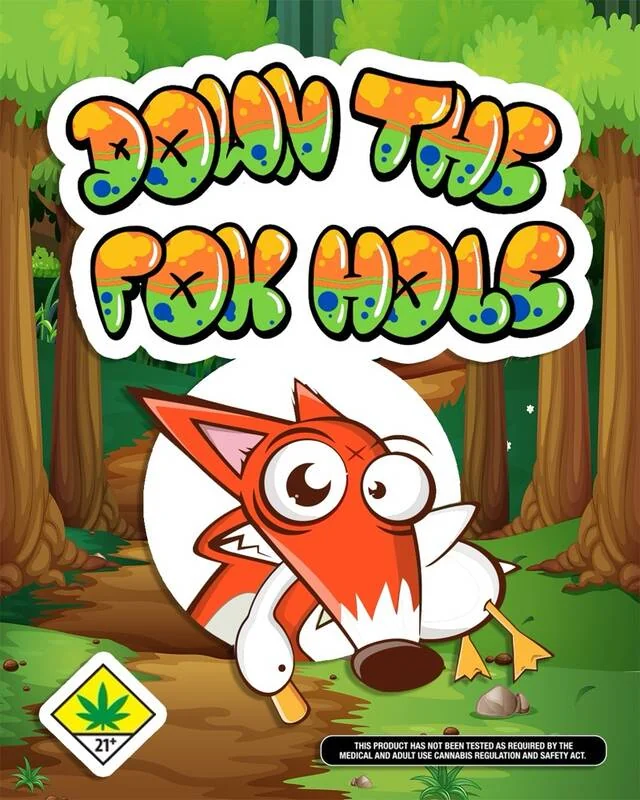 DOWN THE
FOX HOLE
21+
THIS PRODUCT HAS NOT BEEN TESTED AS REQUIRED BY THE
MEDICAL AND ADULT USE CANNABIS REGULATION AND SAFETY ACT.